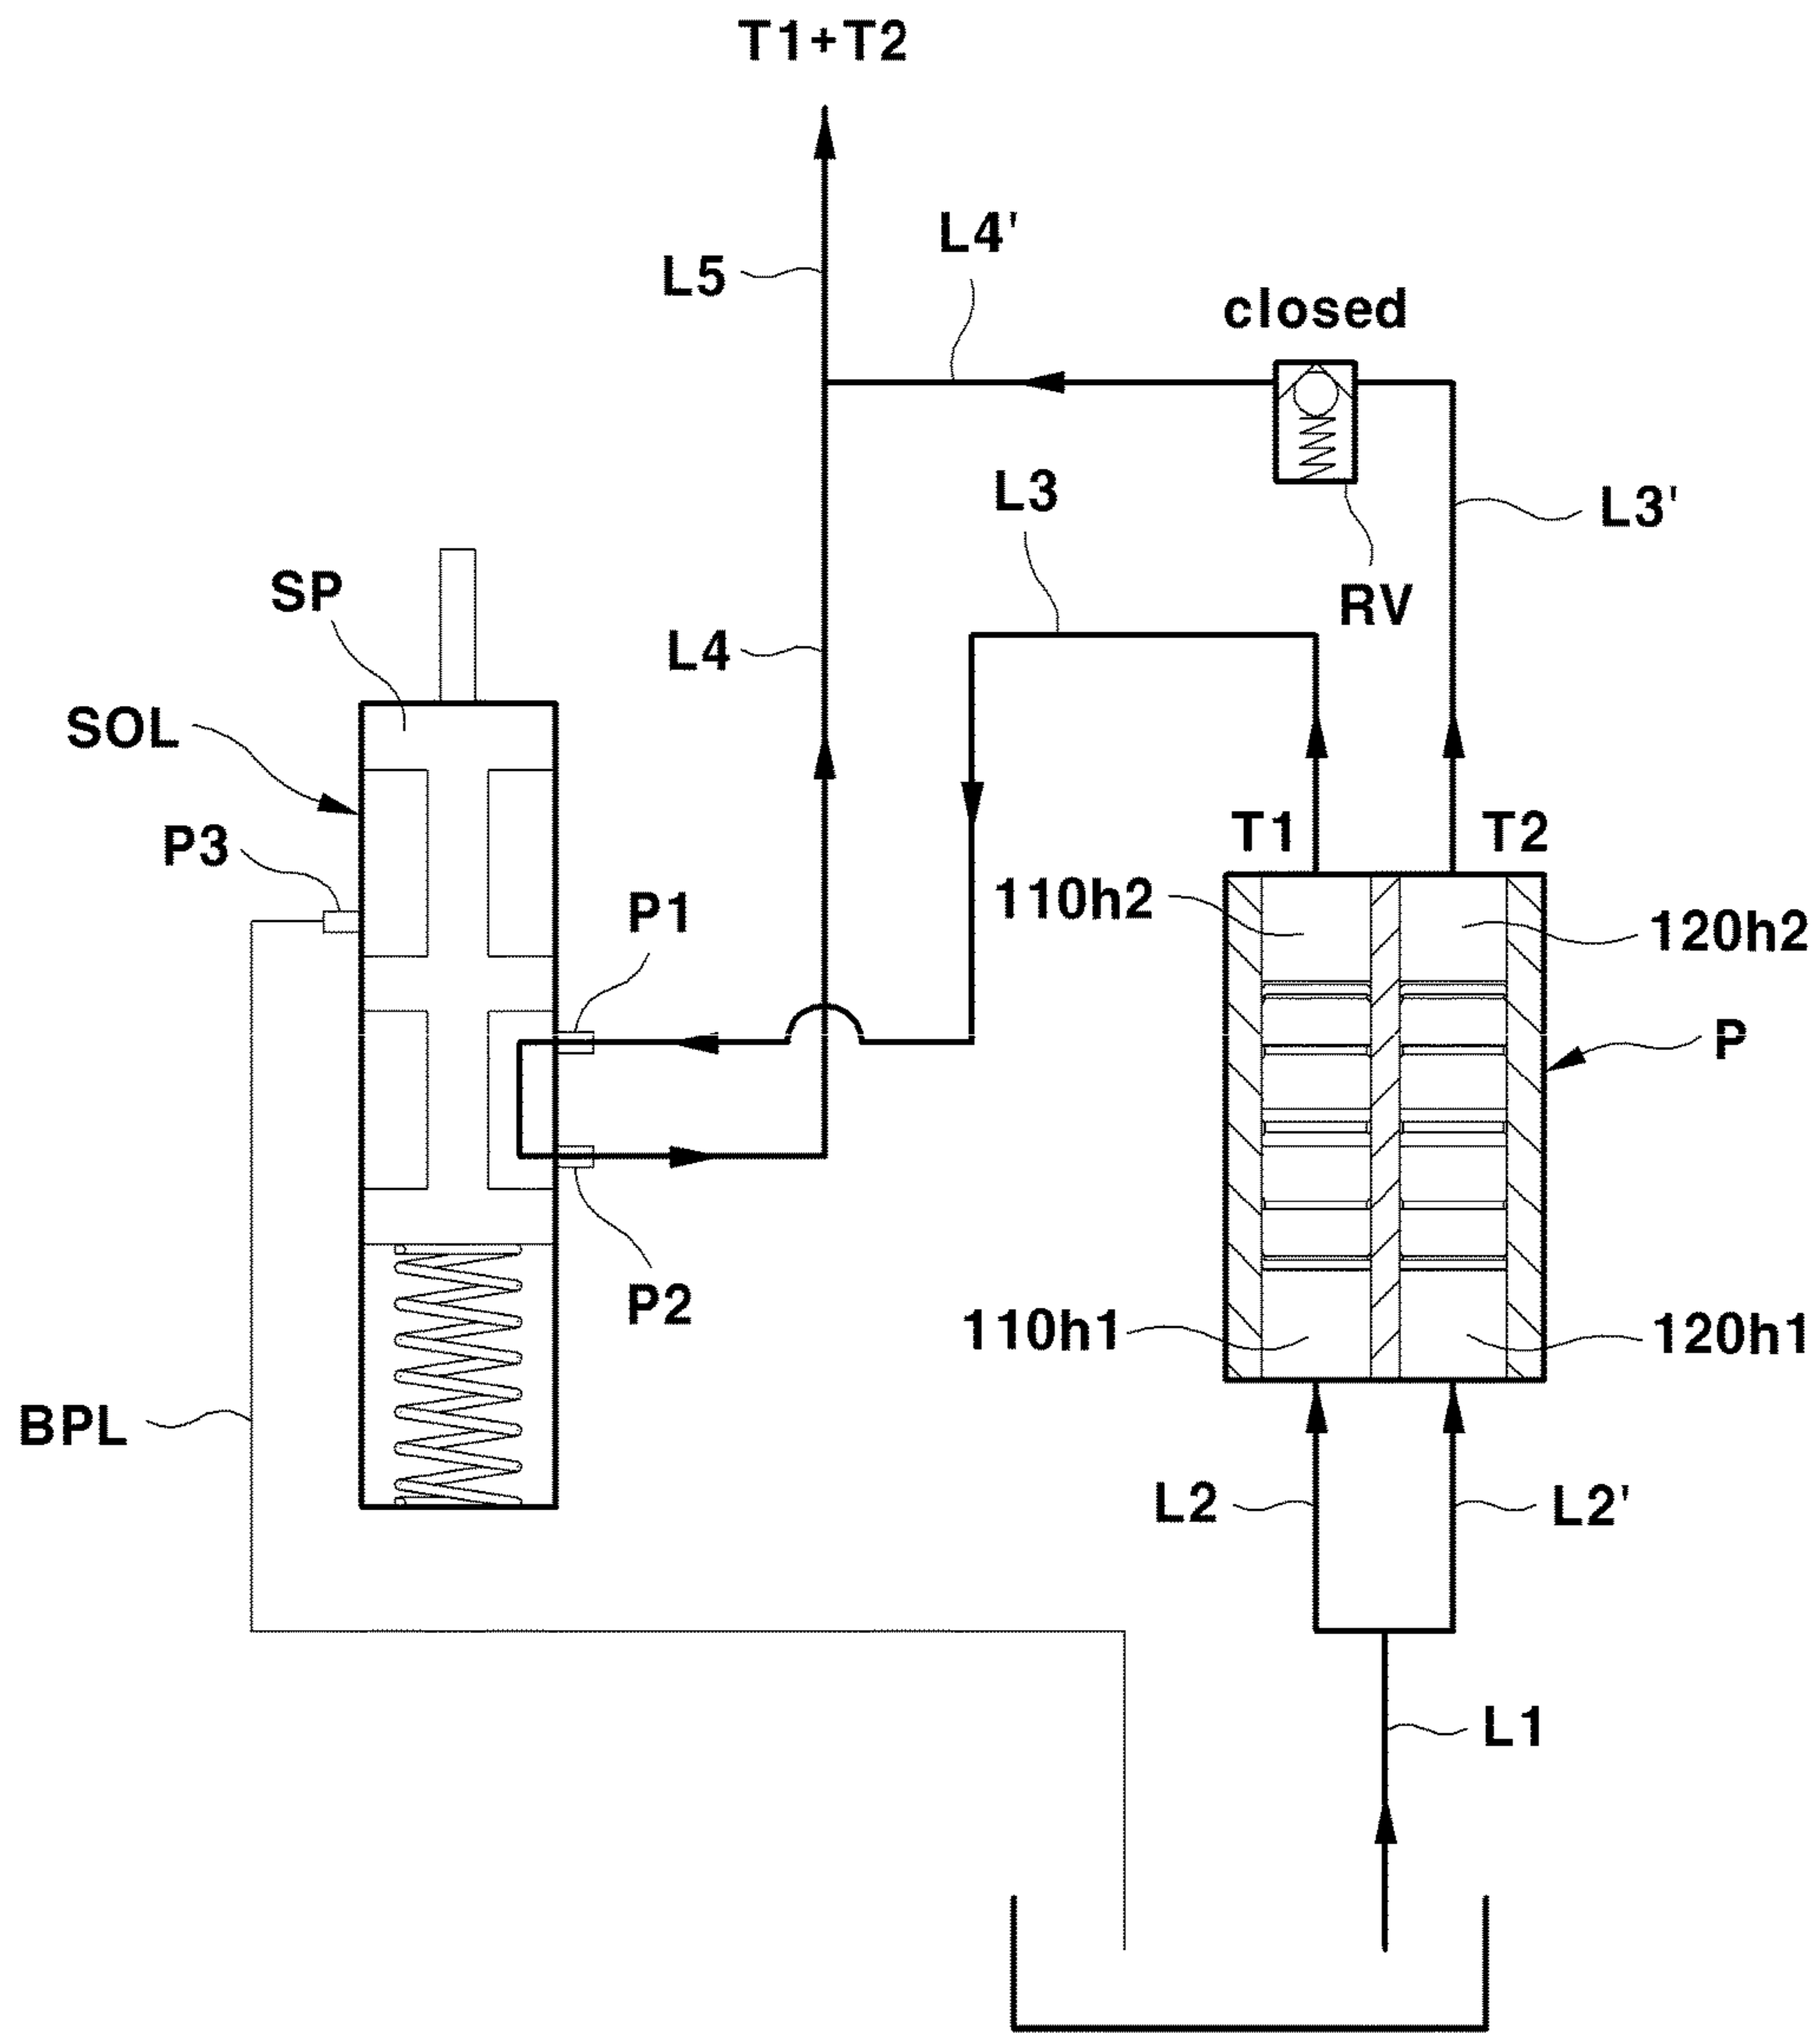 T1+T2
L4'
L5
closed
L3
L3'
SP
RV
L4
SOL
T1
T2
P3
110h2
P1
120h2
P
P2
110h1
120h1
BPL
L2
L2'
L1